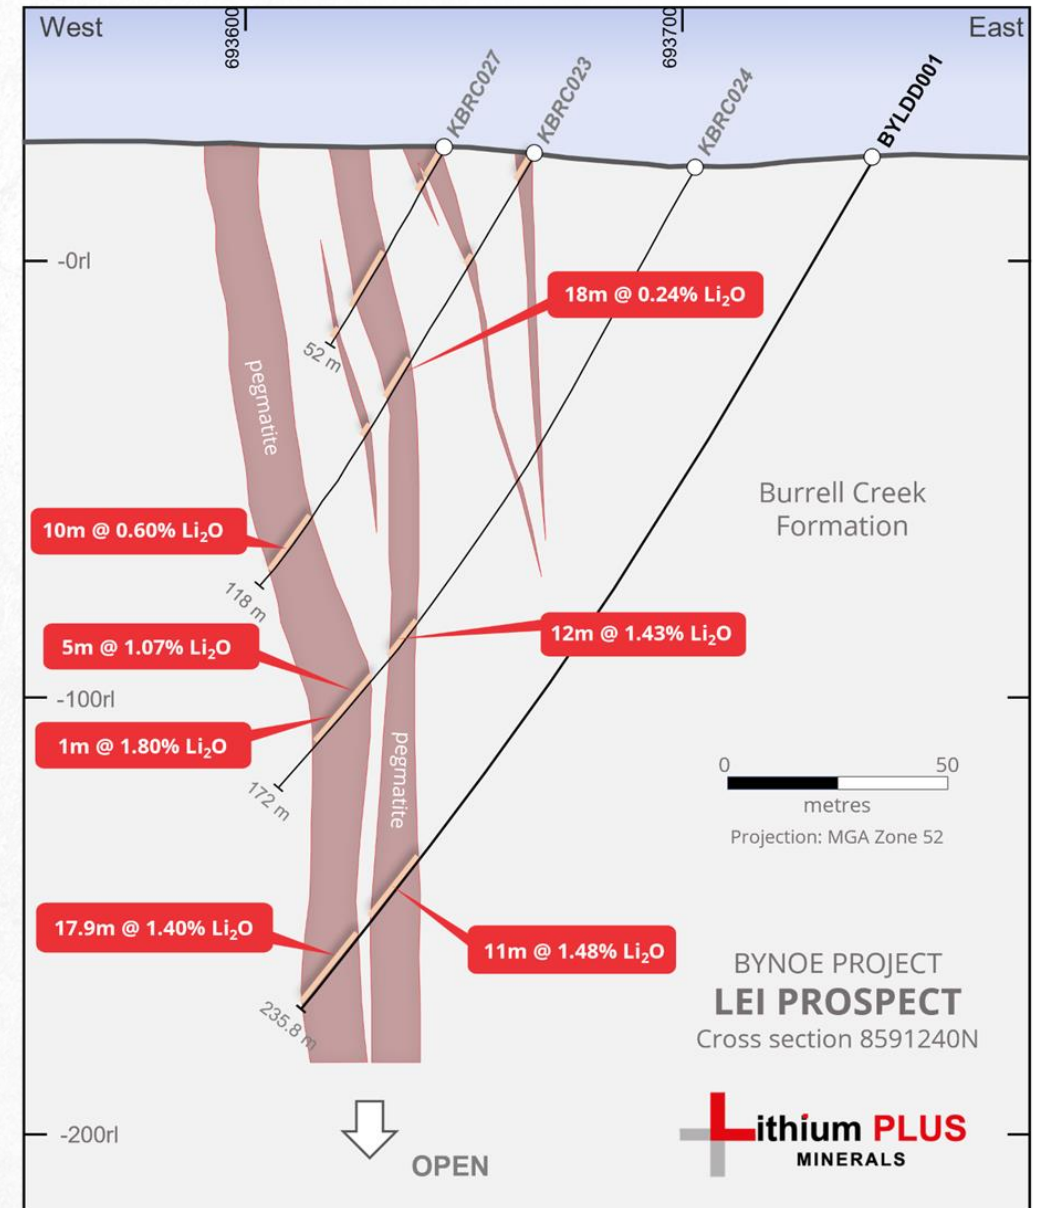 West
693600
693700
East
KBRC027
KBRC023
KBRC024
BYLDD001
-0rl
18m @ 0.24% Li₂O
52 m
pegmatite
Burrell Creek
Formation
10m @ 0.60% Li₂O
118 m
5m @ 1.07% Li₂O
12m @ 1.43% Li₂O
-100rl
1m @ 1.80% Li₂O
pegmatite
172 m
0 50
metres
Projection: MGA Zone 52
17.9m @ 1.40% Li₂O
11m @ 1.48% Li₂O
235.8 m
BYNOE PROJECT
LEI PROSPECT
Cross section 8591240N
-200rl
OPEN
Lithium PLUS
MINERALS